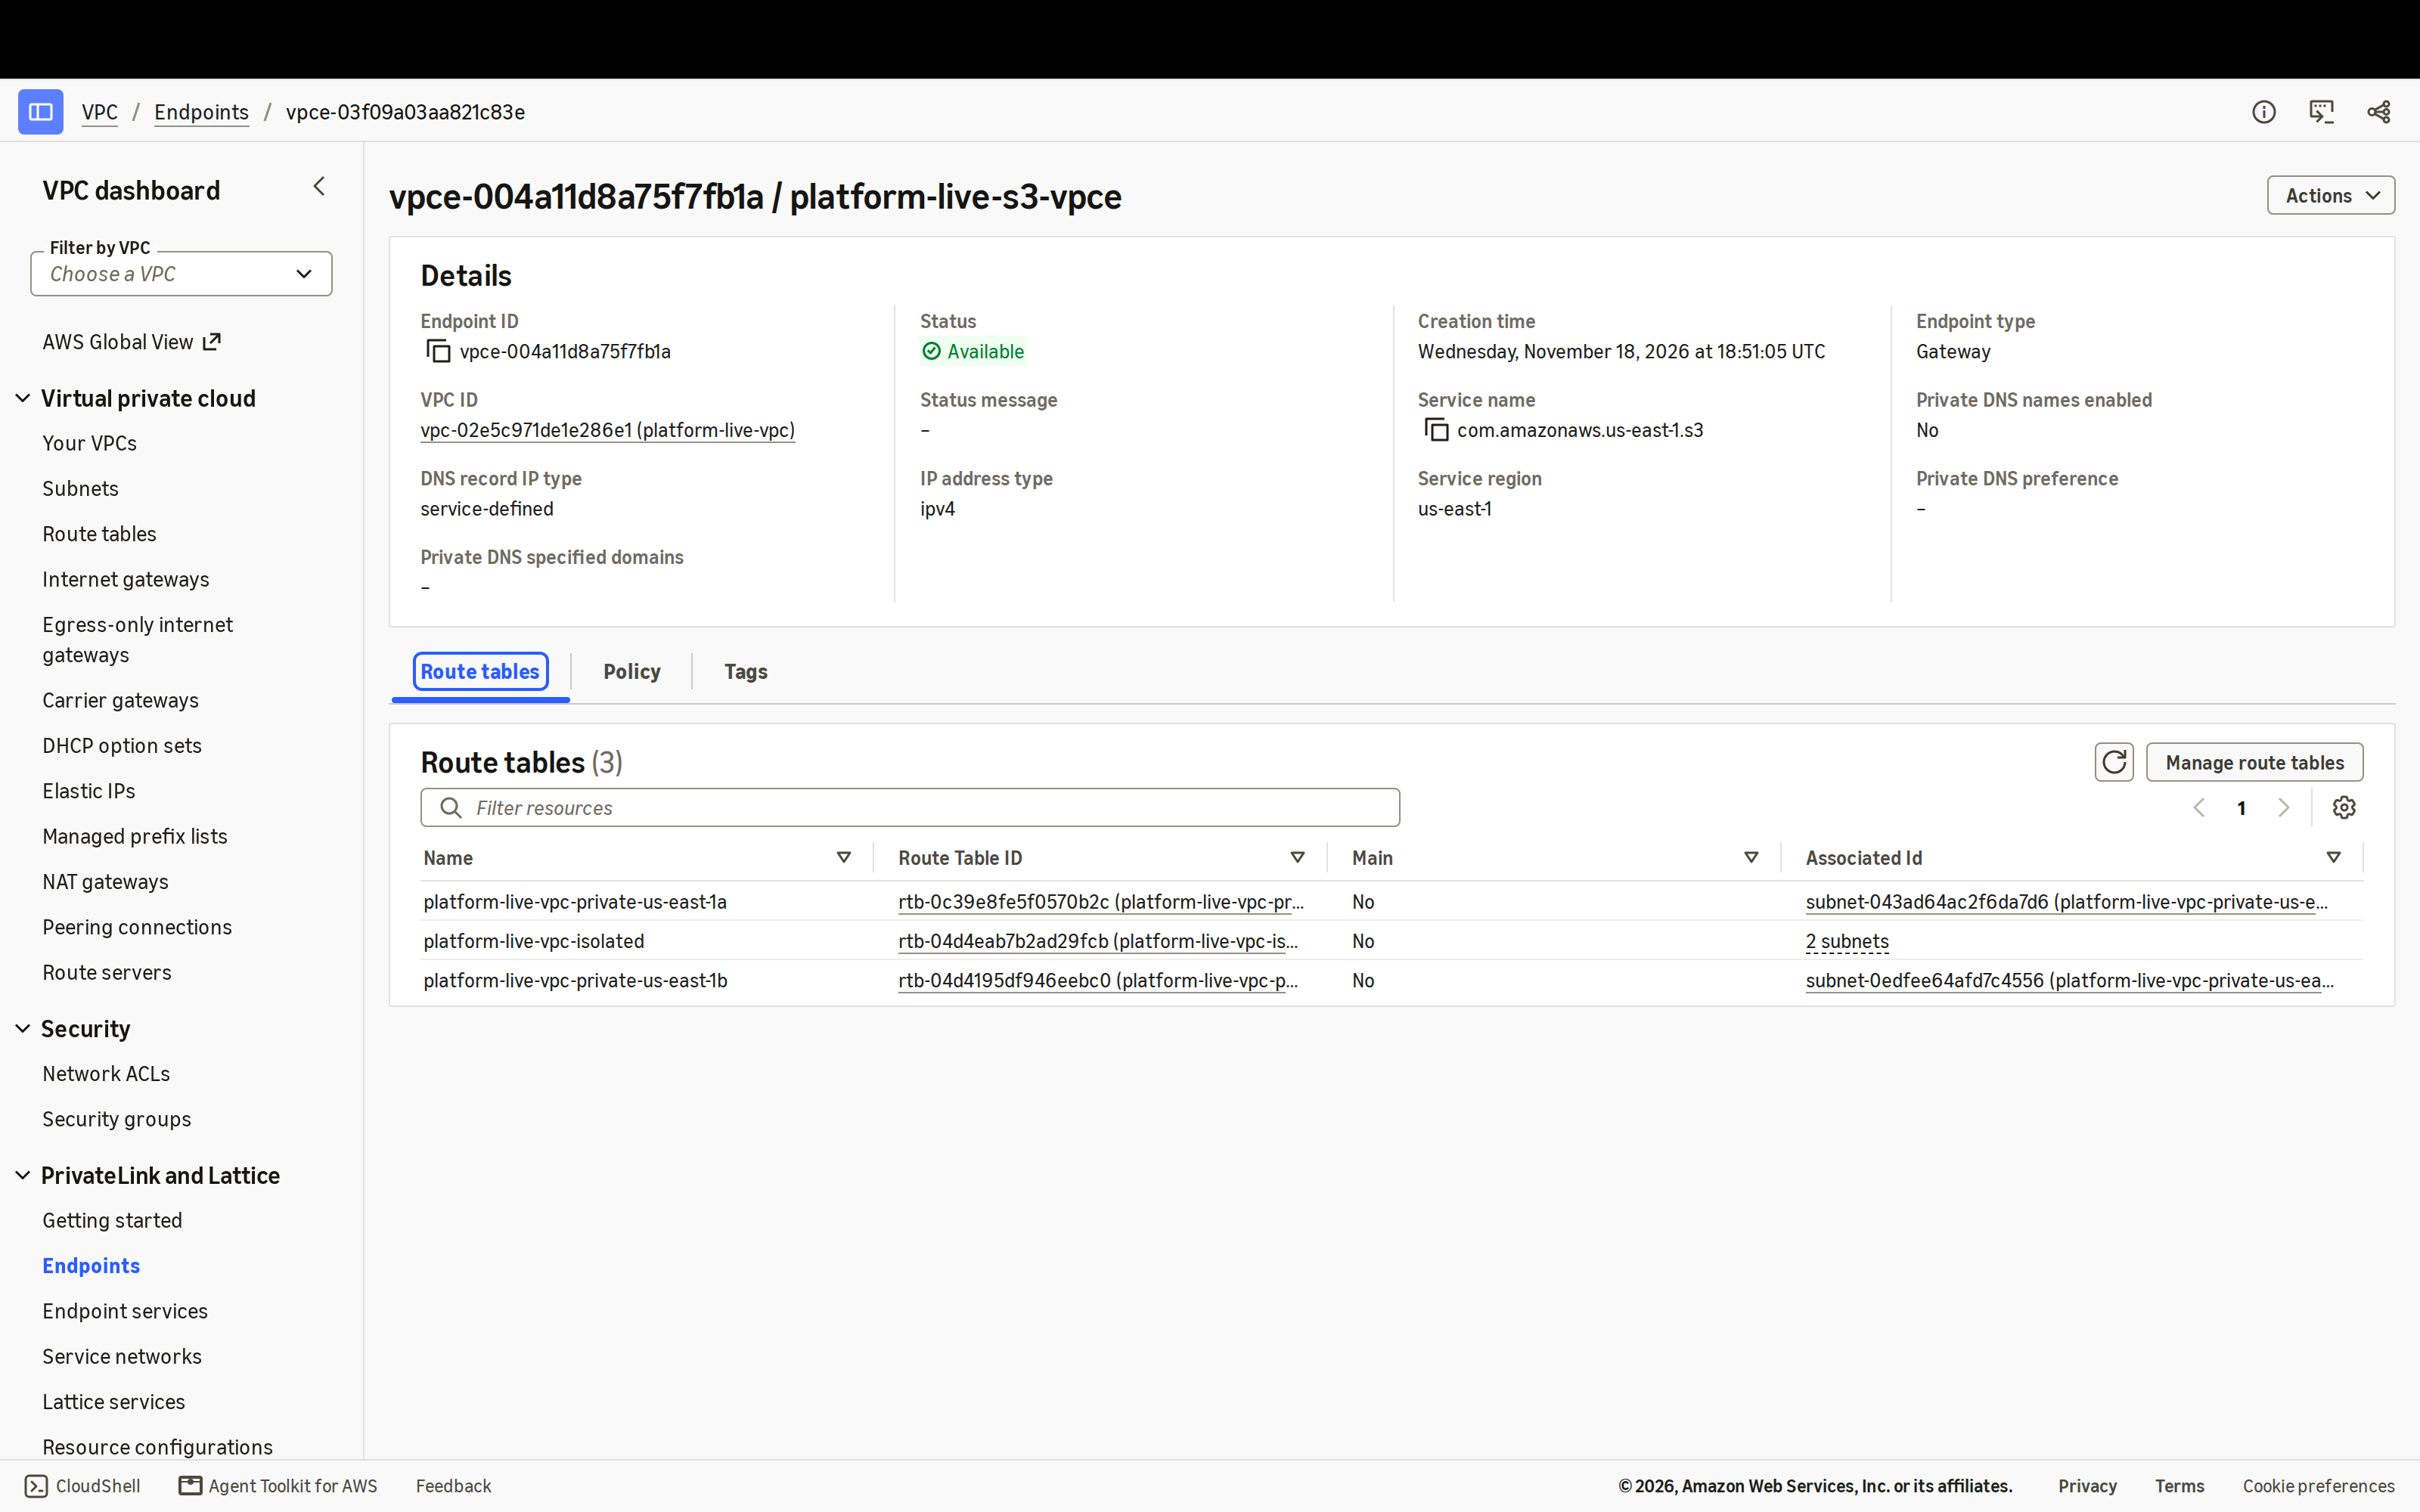 VPC / Endpoints / vpce-03f09a03aa821c83e
VPC dashboard
Filter by VPC
Choose a VPC
AWS Global View
Virtual private cloud
Your VPCs
Subnets
Route tables
Internet gateways
Egress-only internet
gateways
Carrier gateways
DHCP option sets
Elastic IPs
Managed prefix lists
NAT gateways
Peering connections
Route servers
Security
Network ACLs
Security groups
PrivateLink and Lattice
Getting started
Endpoints
Endpoint services
Service networks
Lattice services
Resource configurations
vpce-004a11d8a75f7fb1a / platform-live-s3-vpce
Actions
Details
Endpoint ID
vpce-004a11d8a75f7fb1a
VPC ID
vpc-02e5c971de1e286e1 (platform-live-vpc)
DNS record IP type
service-defined
Private DNS specified domains
–
Status
Available
Status message
–
IP address type
ipv4
Creation time
Wednesday, November 18, 2026 at 18:51:05 UTC
Service name
com.amazonaws.us-east-1.s3
Service region
us-east-1
Endpoint type
Gateway
Private DNS names enabled
No
Private DNS preference
–
Route tables Policy Tags
Route tables (3)
Manage route tables
Filter resources
1
Name Route Table ID Main Associated Id
platform-live-vpc-private-us-east-1a rtb-0c39e8fe5f0570b2c (platform-live-vpc-pr... No subnet-043ad64ac2f6da7d6 (platform-live-vpc-private-us-e...
platform-live-vpc-isolated rtb-04d4eab7b2ad29fcb (platform-live-vpc-is... No 2 subnets
platform-live-vpc-private-us-east-1b rtb-04d4195df946eebc0 (platform-live-vpc-p... No subnet-0edfee64afd7c4556 (platform-live-vpc-private-us-ea...
CloudShell Agent Toolkit for AWS Feedback © 2026, Amazon Web Services, Inc. or its affiliates. Privacy Terms Cookie preferences